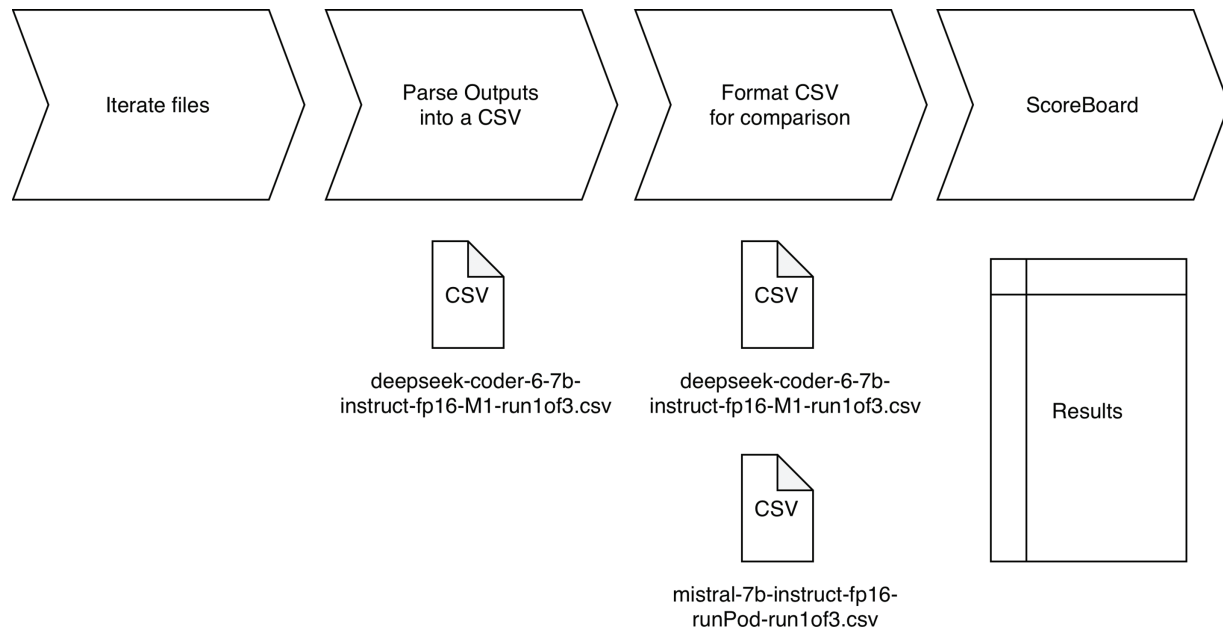 Iterate files
Parse Outputs
into a CSV
Format CSV
for comparison
ScoreBoard
CSV
deepseek-coder-6-7b-
instruct-fp16-M1-run1of3.csv
CSV
deepseek-coder-6-7b-
instruct-fp16-M1-run1of3.csv
CSV
mistral-7b-instruct-fp16-
runPod-run1of3.csv
Results